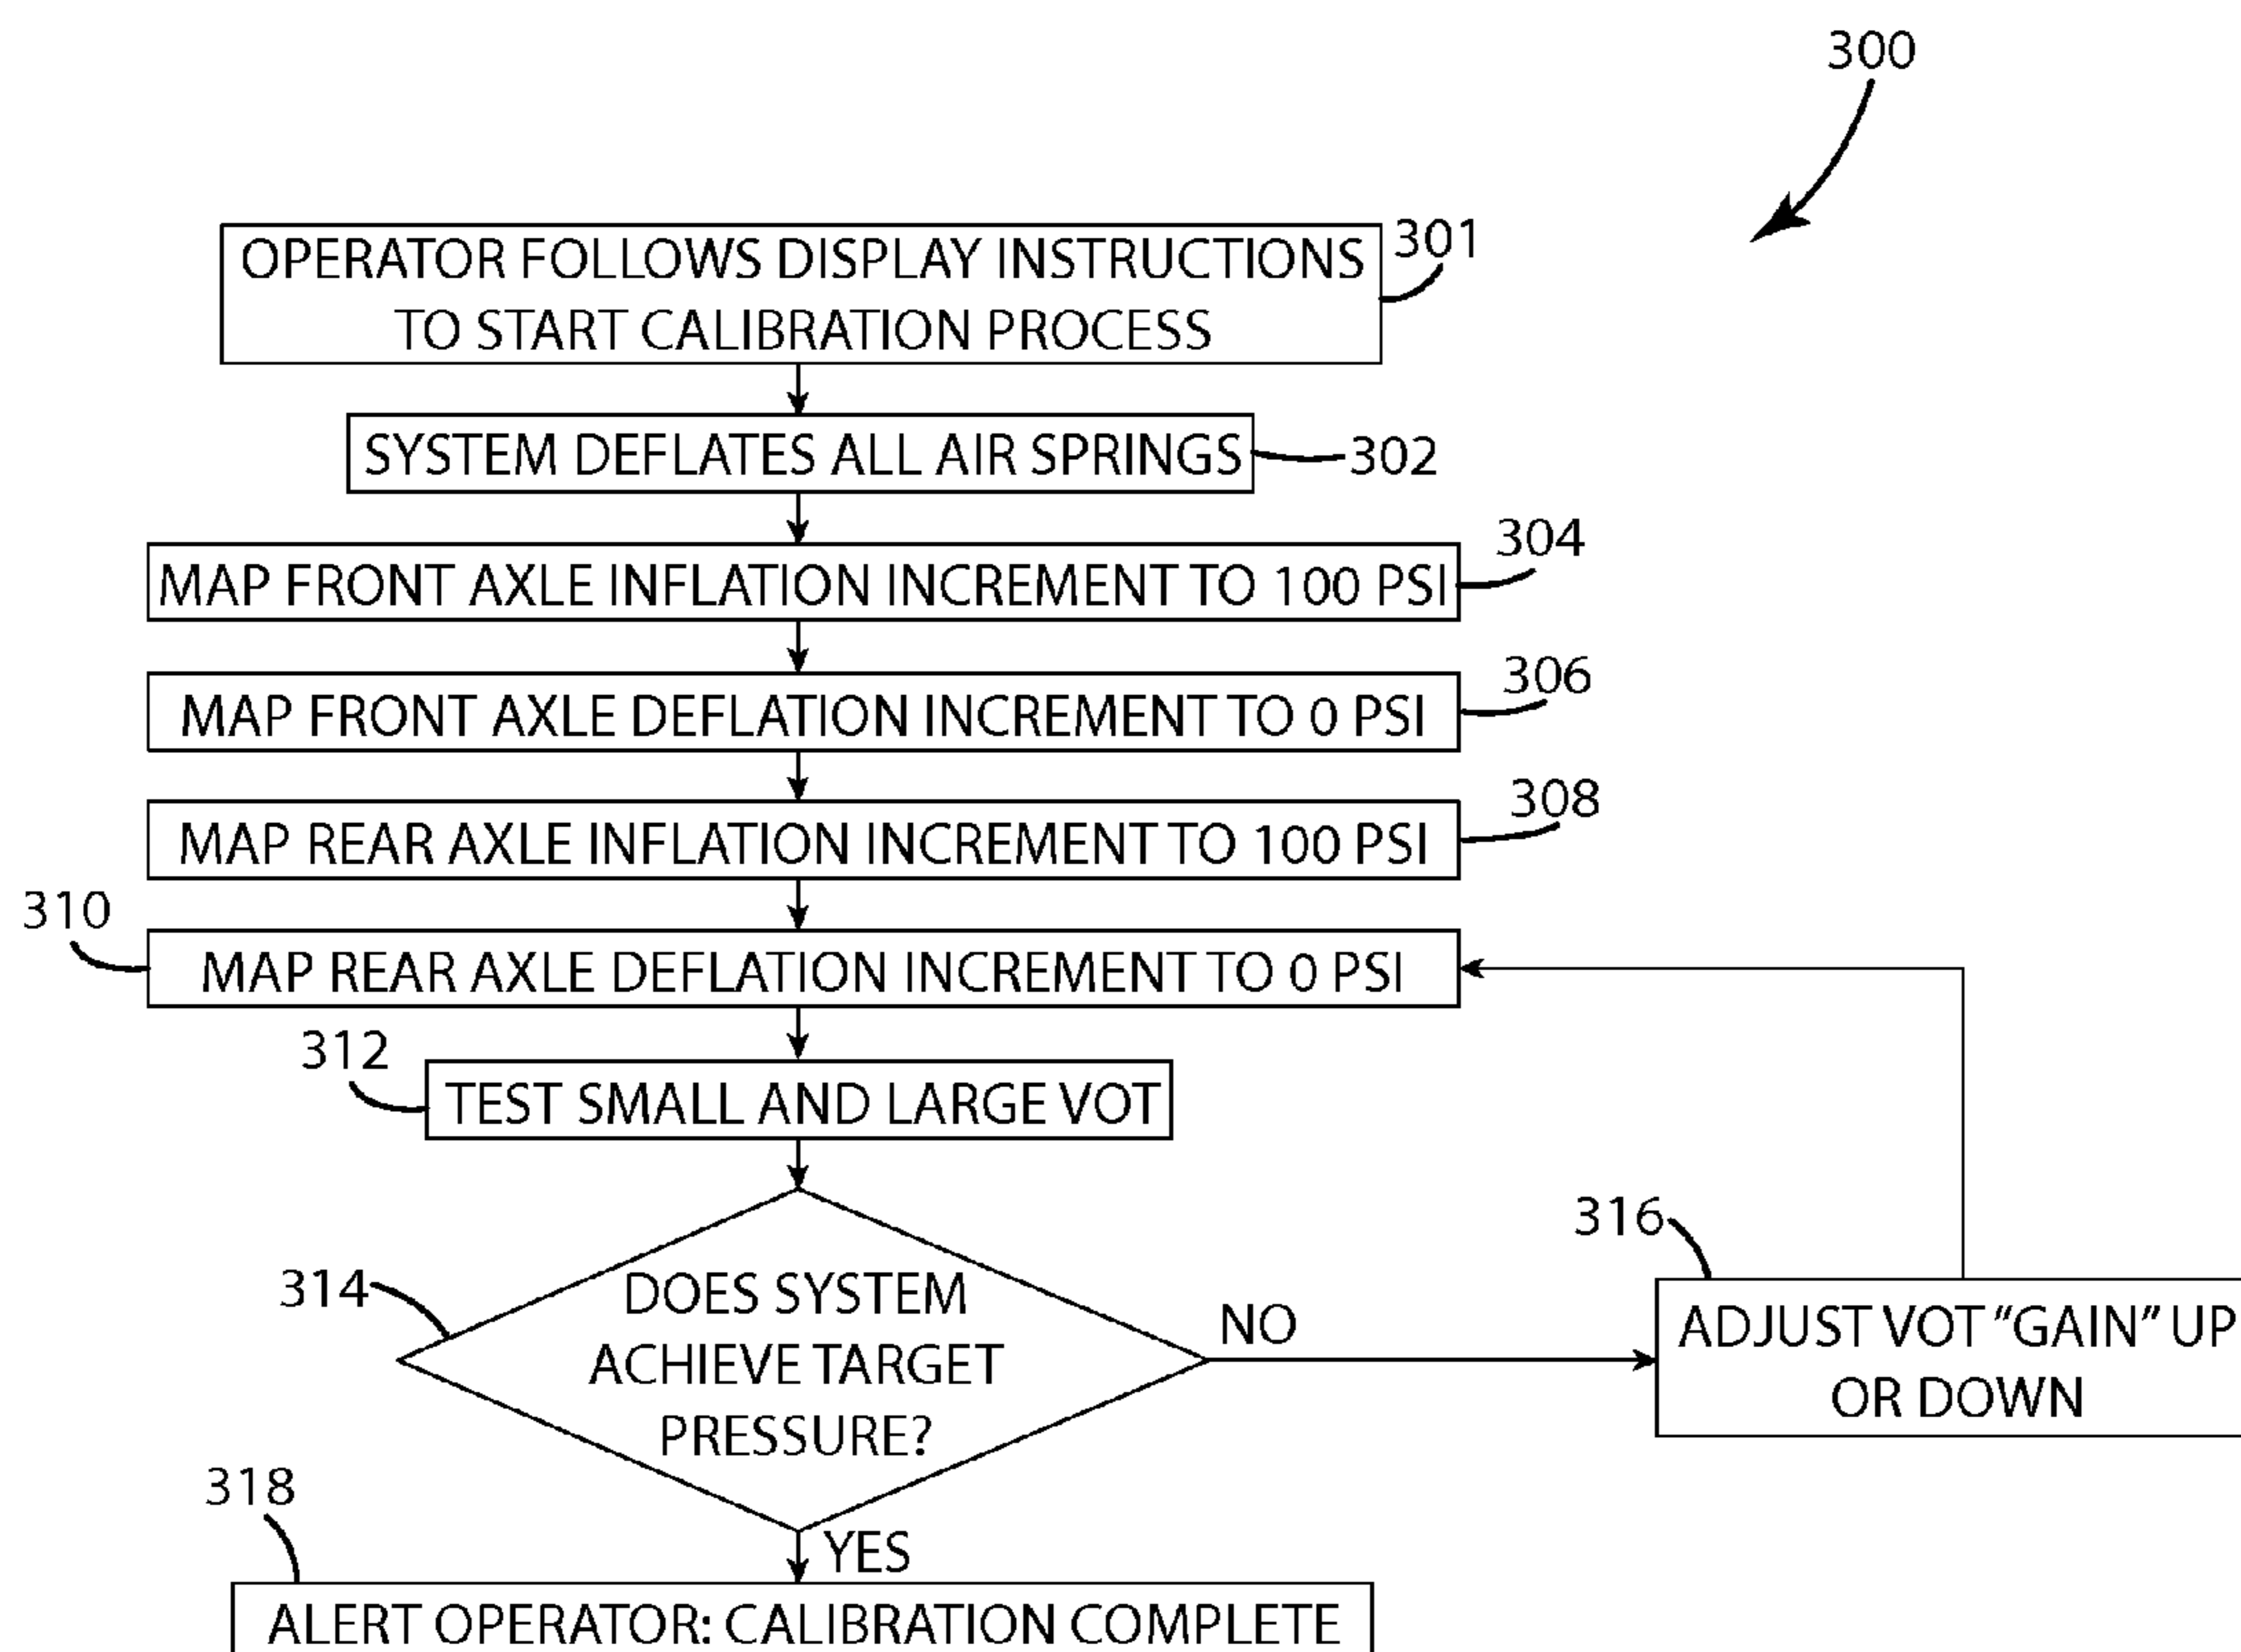 300
OPERATOR FOLLOWS DISPLAY INSTRUCTIONS
TO START CALIBRATION PROCESS
301
SYSTEM DEFLATES ALL AIR SPRINGS
302
304
MAP FRONT AXLE INFLATION INCREMENT TO 100 PSI
306
MAP FRONT AXLE DEFLATION INCREMENT TO 0 PSI
308
MAP REAR AXLE INFLATION INCREMENT TO 100 PSI
310
MAP REAR AXLE DEFLATION INCREMENT TO 0 PSI
312
TEST SMALL AND LARGE VOT
314
DOES SYSTEM
ACHIEVE TARGET
PRESSURE?
NO
316
ADJUST VOT "GAIN" UP
OR DOWN
YES
318
ALERT OPERATOR: CALIBRATION COMPLETE